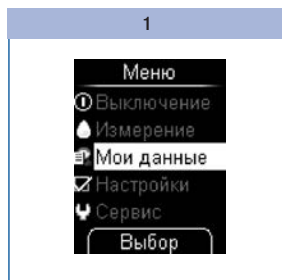 1
Меню
Выключение
Измерение
Мои данные
Настройки
Сервис
Выбор